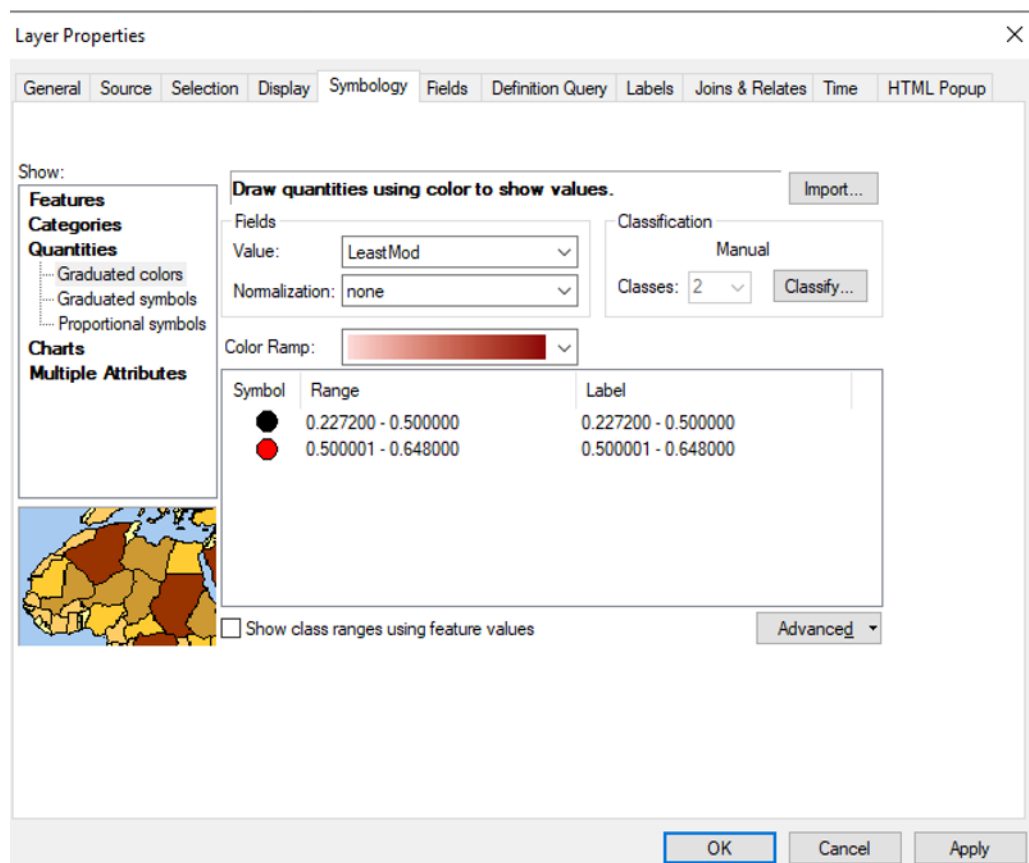 Layer Properties
General Source Selection Display Symbology Fields Definition Query Labels Joins & Relates Time HTML Popup
Show:
Features
Categories
Quantities
Graduated colors
Graduated symbols
Proportional symbols
Charts
Multiple Attributes
Draw quantities using color to show values.
Import...
Fields
Value: LeastMod
Normalization: none
Classification
Manual
Classes: 2 Classify...
Color Ramp:
Symbol Range Label
0.227200 - 0.500000 0.227200 - 0.500000
0.500001 - 0.648000 0.500001 - 0.648000
Show class ranges using feature values
Advanced
OK Cancel Apply